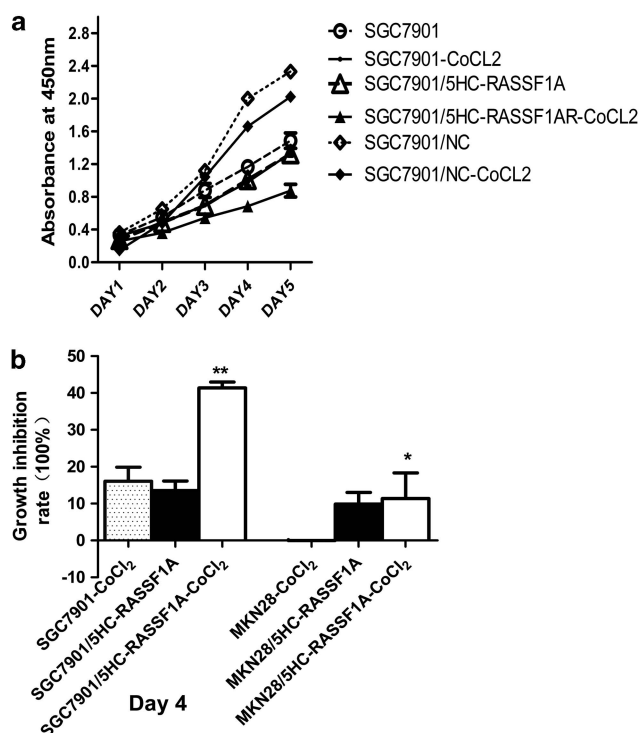 a
Absorbance at 450nm
2.8
2.4
2.0
1.6
1.2
0.8
0.4
0.0
DAY1
DAY2
DAY3
DAY4
DAY5
SGC7901
SGC7901-CoCL2
SGC7901/5HC-RASSF1A
SGC7901/5HC-RASSF1AR-CoCL2
SGC7901/NC
SGC7901/NC-CoCL2
b
Growth inhibition
rate（100%）
50
40
30
20
10
0
-10
**
*
SGC7901-CoCl2
SGC7901/5HC-RASSF1A
SGC7901/5HC-RASSF1A-CoCl2
MKN28-CoCl2
MKN28/5HC-RASSF1A
MKN28/5HC-RASSF1A-CoCl2
Day 4